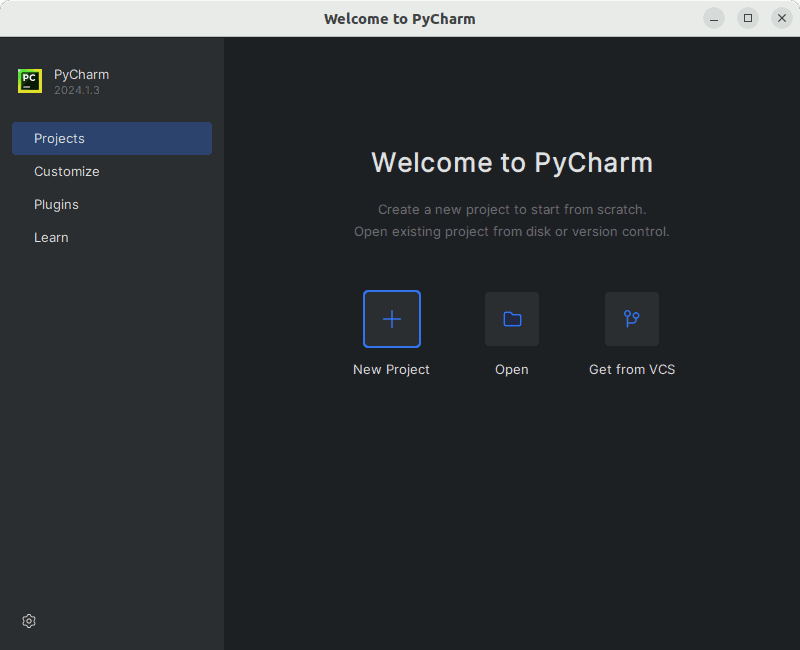 Welcome to PyCharm
PC
PyCharm
2024.1.3
Projects
Customize
Plugins
Learn
Welcome to PyCharm
Create a new project to start from scratch.
Open existing project from disk or version control.
New Project
Open
Get from VCS